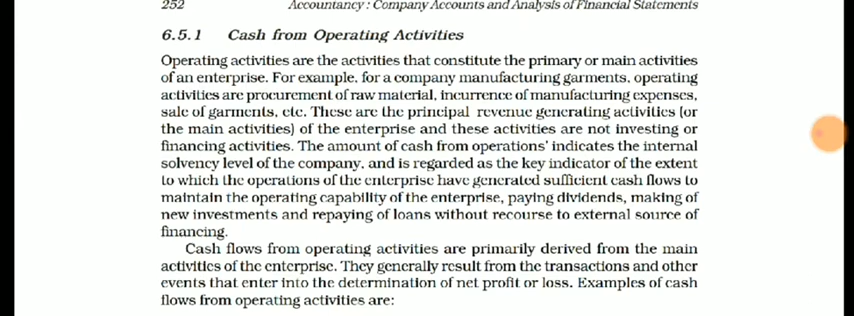 252 Accountancy : Company Accounts and Analysis of Financial Statements
6.5.1 Cash from Operating Activities
Operating activities are the activities that constitute the primary or main activities
of an enterprise. For example, for a company manufacturing garments, operating
activities are procurement of raw material, incurrence of manufacturing expenses,
sale of garments, etc. These are the principal revenue generating activities (or
the main activities) of the enterprise and these activities are not investing or
financing activities. The amount of cash from operations' indicates the internal
solvency level of the company, and is regarded as the key indicator of the extent
to which the operations of the enterprise have generated sufficient cash flows to
maintain the operating capability of the enterprise, paying dividends, making of
new investments and repaying of loans without recourse to external source of
financing.
Cash flows from operating activities are primarily derived from the main
activities of the enterprise. They generally result from the transactions and other
events that enter into the determination of net profit or loss. Examples of cash
flows from operating activities are: